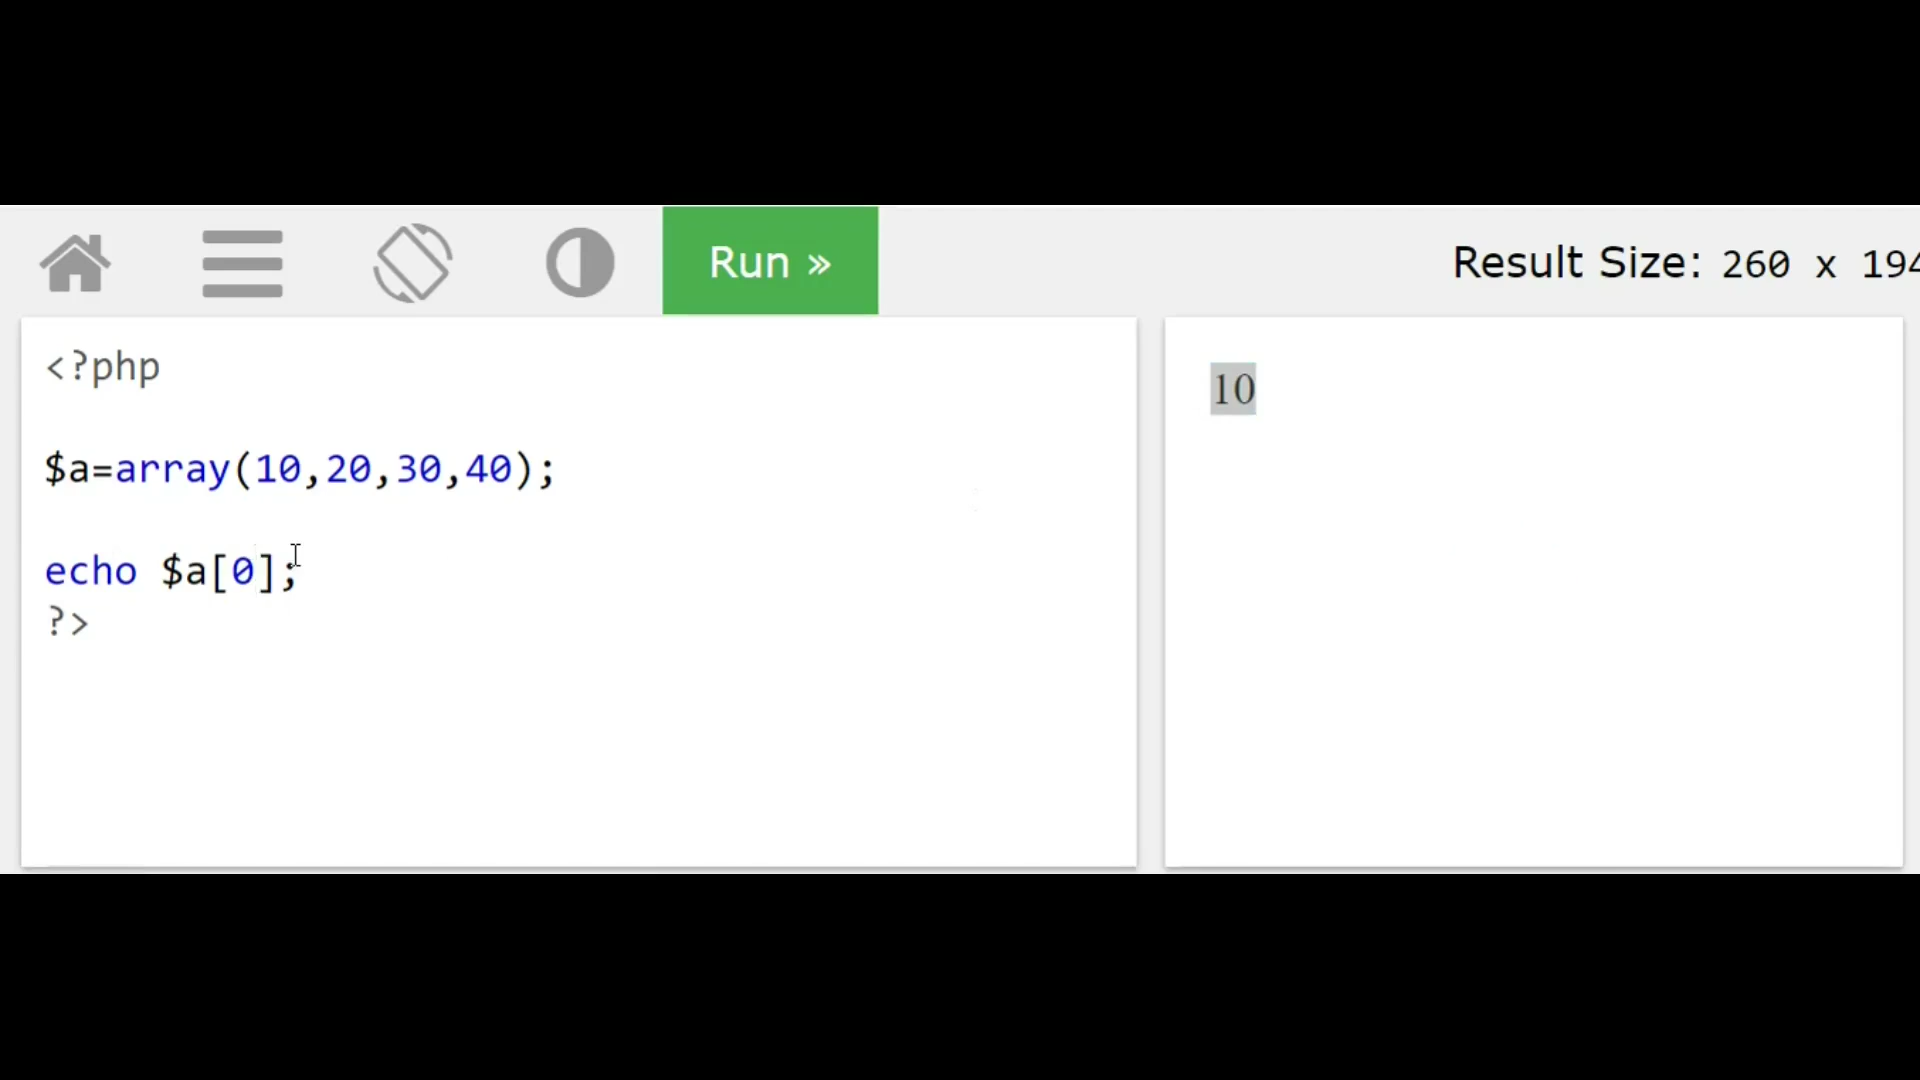 Run »
Result Size: 260 x 194
<?php
$a=array(10,20,30,40);
echo $a[0];
?>
10